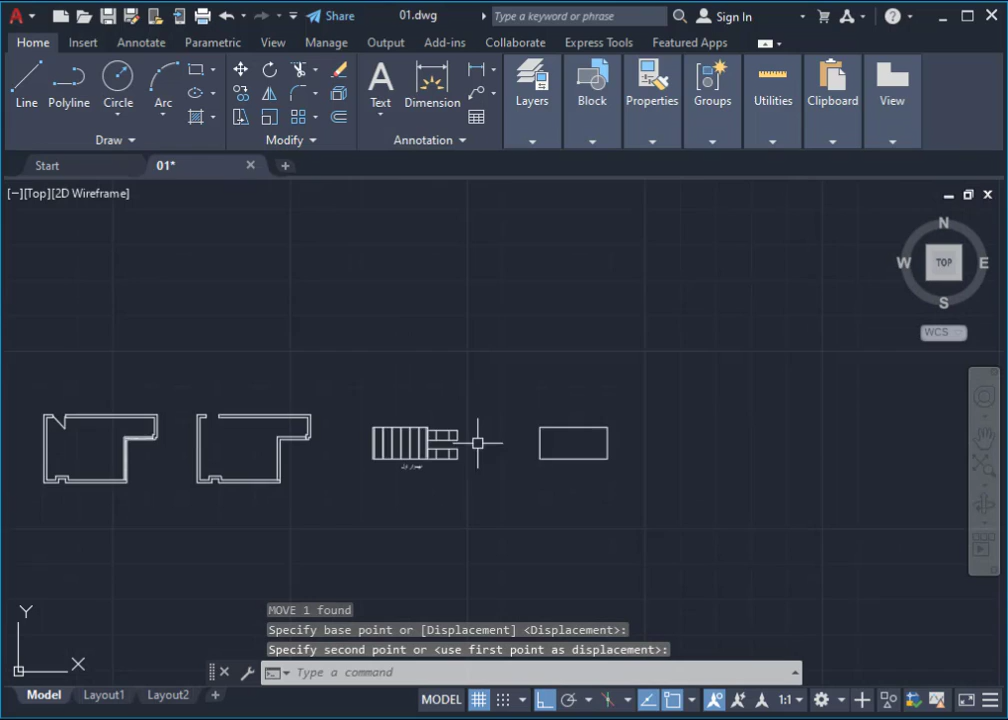 Share
01.dwg
Type a keyword or phrase
Sign In
Home Insert Annotate Parametric View Manage Output Add-ins Collaborate Express Tools Featured Apps
Line Polyline Circle Arc
Text Dimension
Layers Block Properties Groups Utilities Clipboard View
Draw Modify Annotation
Start 01*
[−][Top][2D Wireframe]
N
W TOP E
S
WCS
MOVE 1 found
Specify base point or [Displacement] <Displacement>:
Specify second point or <use first point as displacement>:
Type a command
Y
X
Model Layout1 Layout2 +
MODEL 1:1